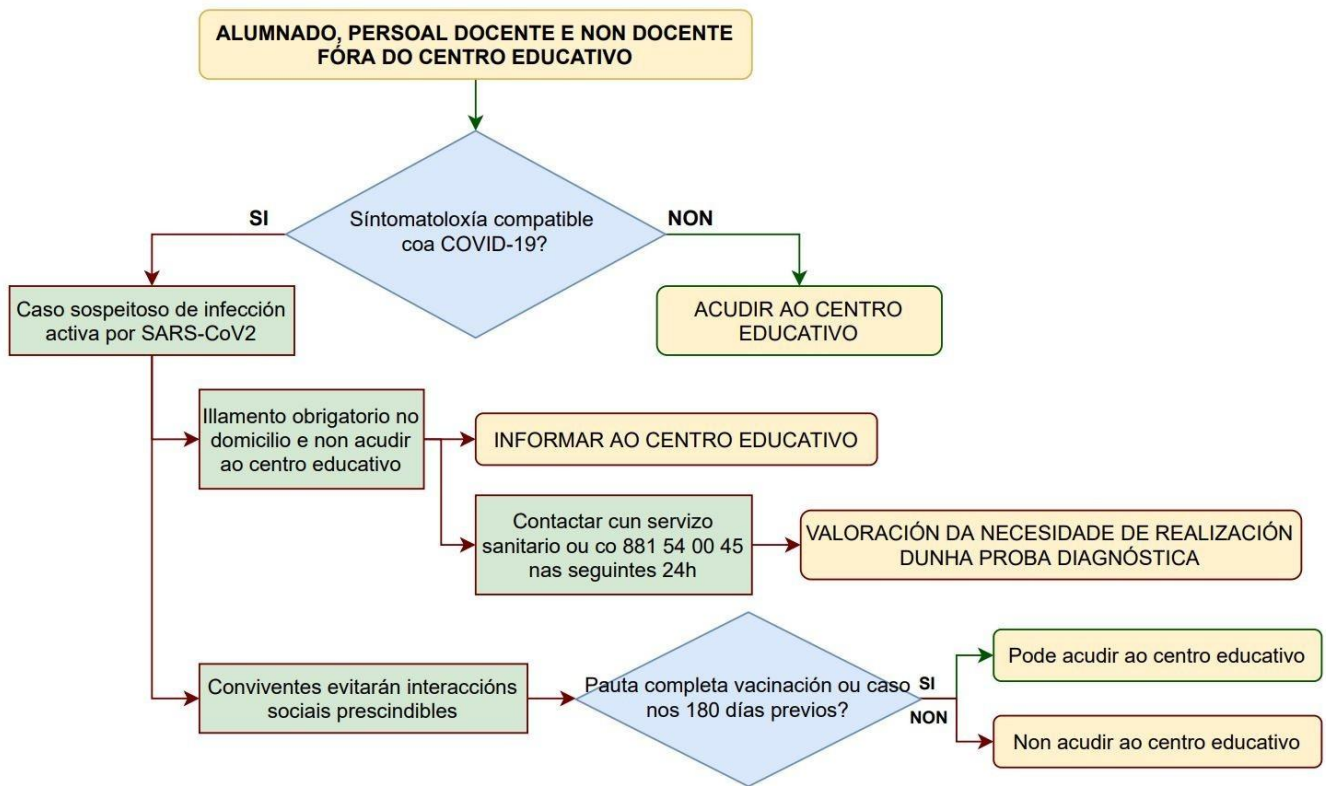 ALUMNADO, PERSOAL DOCENTE E NON DOCENTE
FÓRA DO CENTRO EDUCATIVO
SI
Síntomatoloxía compatible
coa COVID-19?
NON
Caso sospeitoso de infección
activa por SARS-CoV2
ACUDIR AO CENTRO
EDUCATIVO
Illamento obrigatorio no
domicilio e non acudir
ao centro educativo
INFORMAR AO CENTRO EDUCATIVO
Contactar cun servizo
sanitario ou co 881 54 00 45
nas seguintes 24h
VALORACIÓN DA NECESIDADE DE REALIZACIÓN
DUNHA PROBA DIAGNÓSTICA
Conviventes evitarán interaccións
sociais prescindibles
Pauta completa vacinación ou caso
nos 180 días previos?
SI
NON
Pode acudir ao centro educativo
Non acudir ao centro educativo